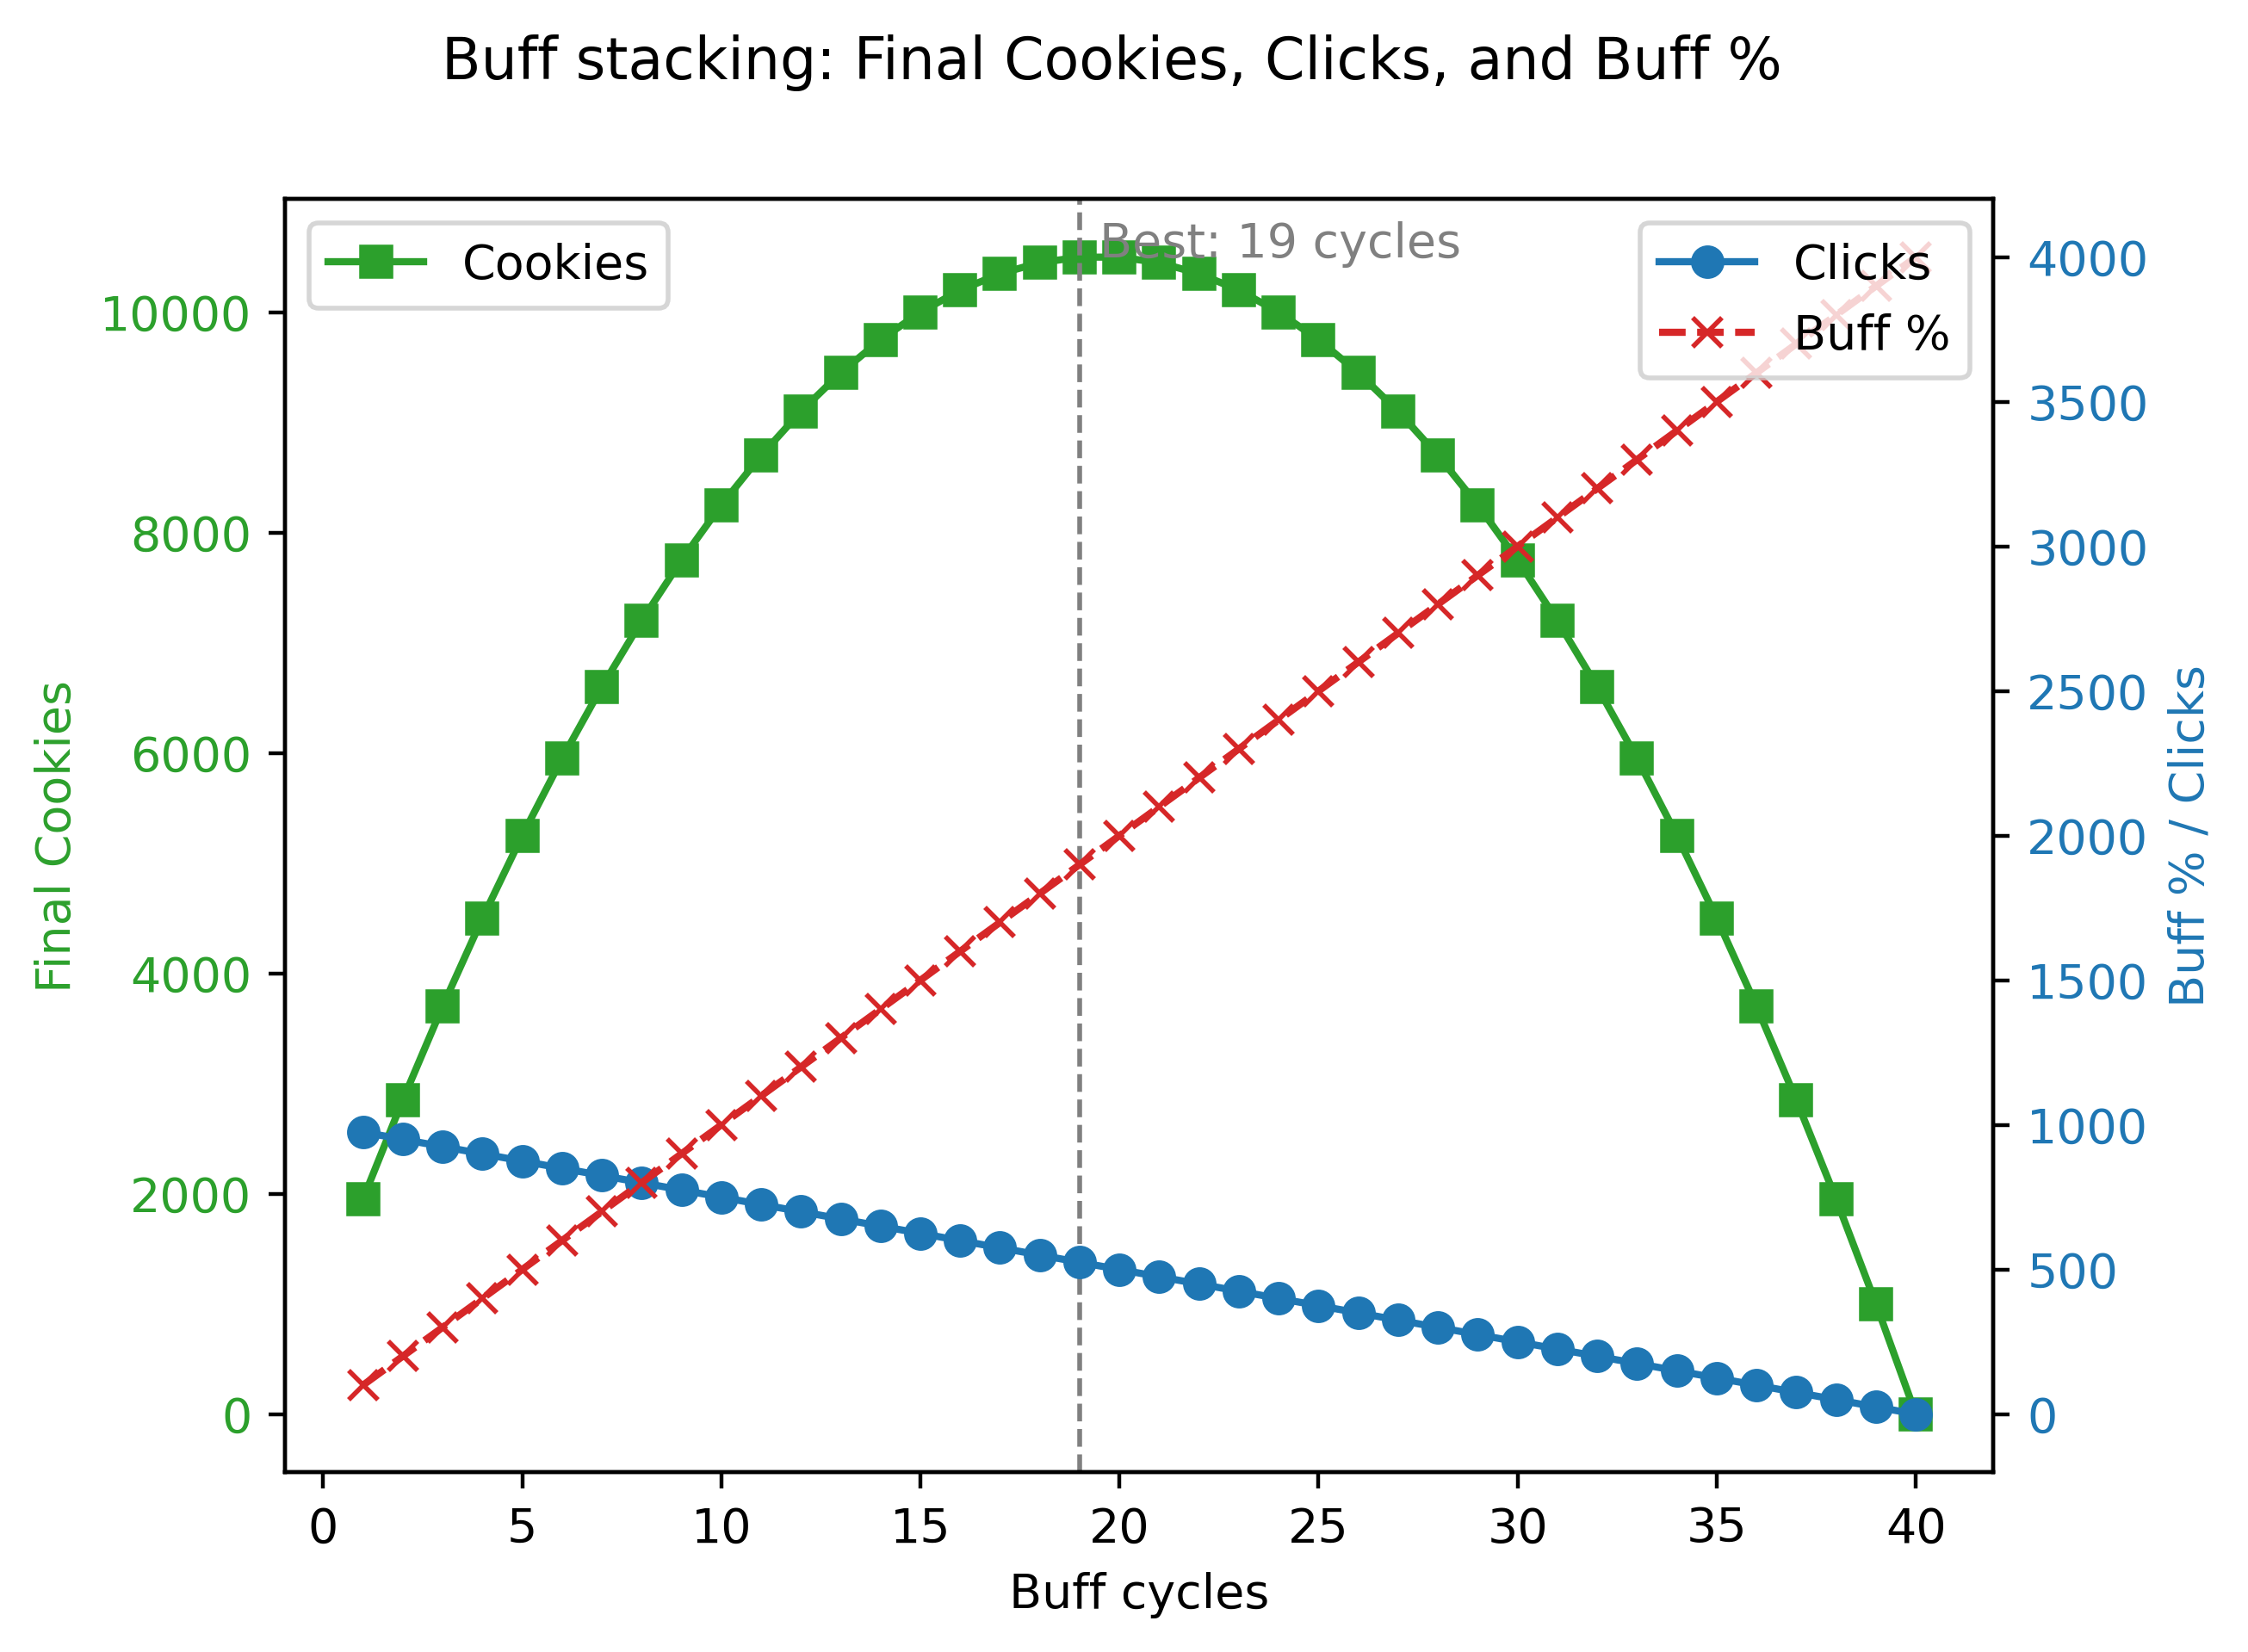 Buff stacking: Final Cookies, Clicks, and Buff %
Cookies
Best: 19 cycles
Clicks
Buff %
Final Cookies
10000
8000
6000
4000
2000
0
4000
3500
3000
2500
2000
1500
1000
500
0
Buff % / Clicks
0 5 10 15 20 25 30 35 40
Buff cycles